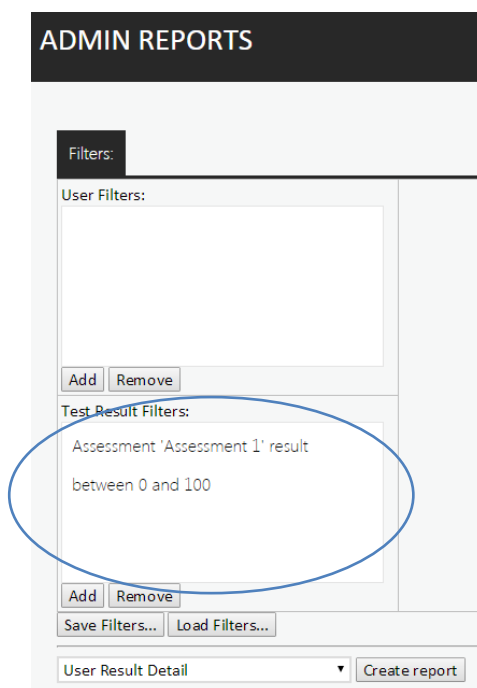 ADMIN REPORTS
Filters:
User Filters:
Add Remove
Test Result Filters:
Assessment 'Assessment 1' result
between 0 and 100
Add Remove
Save Filters... Load Filters...
User Result Detail Create report